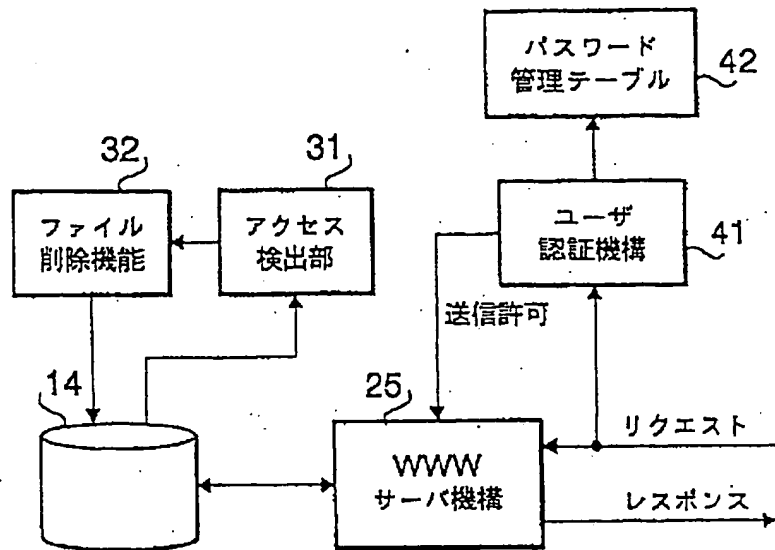 パスワード
管理テーブル
42
32
31
ファイル
削除機能
アクセス
検出部
ユーザ
認証機構
41
送信許可
14
25
WWW
サーバ機構
リクエスト
レスポンス